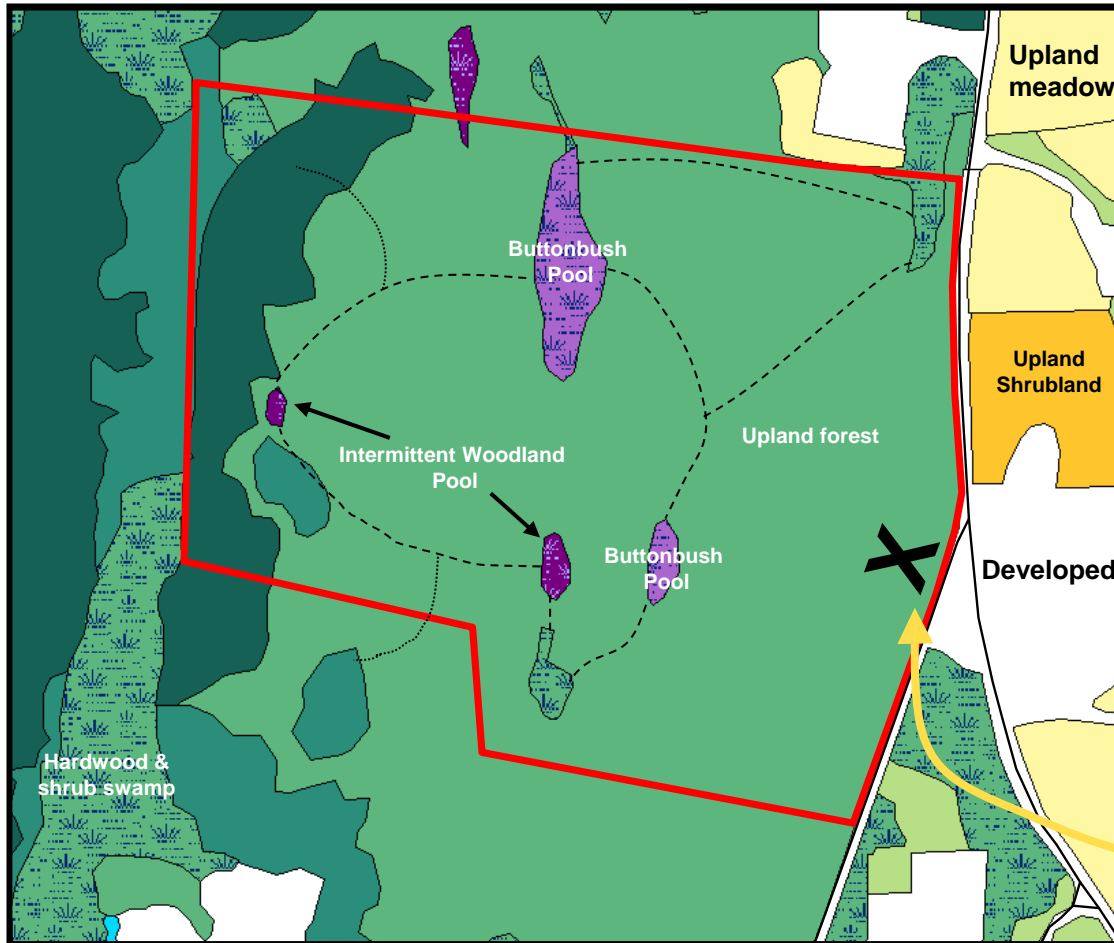 Upland
meadow
Buttonbush
Pool
Upland
Shrubland
Upland forest
Intermittent Woodland
Pool
Buttonbush
Pool
Developed
Hardwood &
shrub swamp